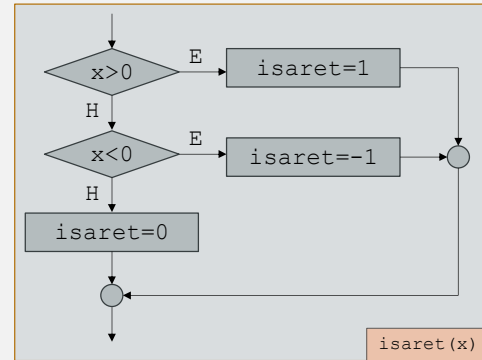 x>0
E
isaret=1
H
x<0
E
isaret=-1
H
isaret=0
isaret(x)